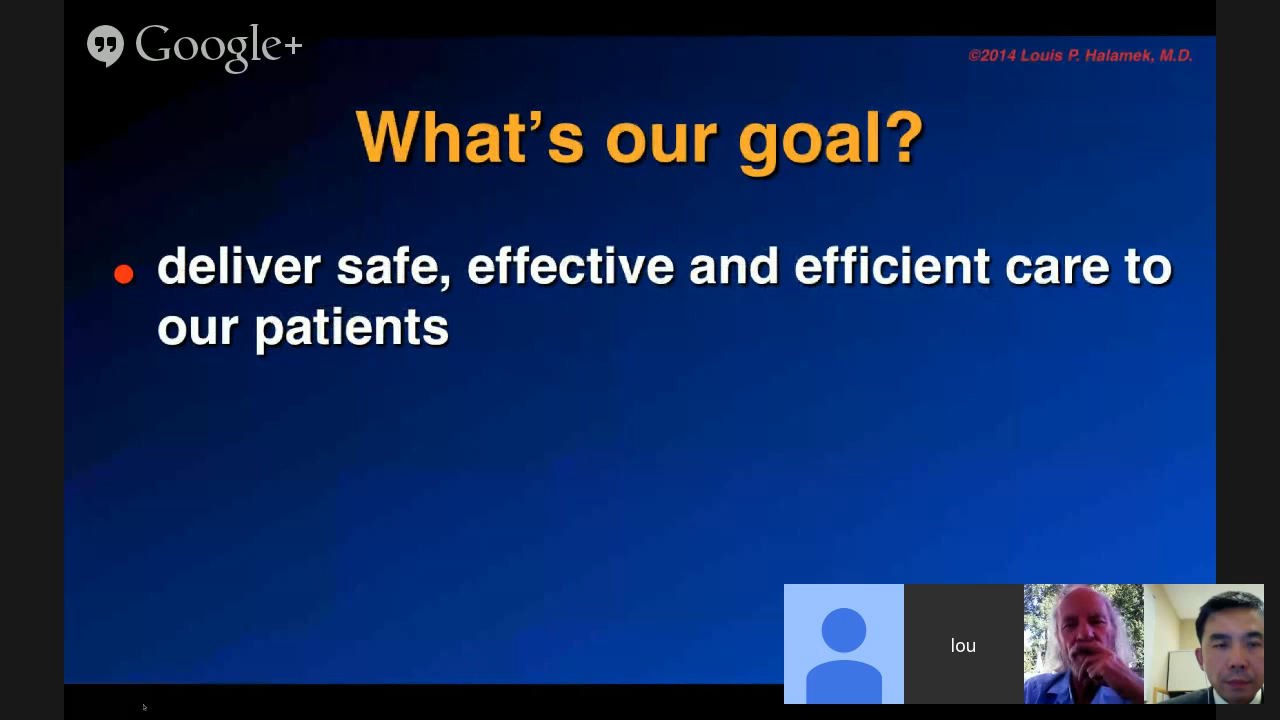 Google+
©2014 Louis P. Halamek, M.D.
What's our goal?
deliver safe, effective and efficient care to
our patients
lou